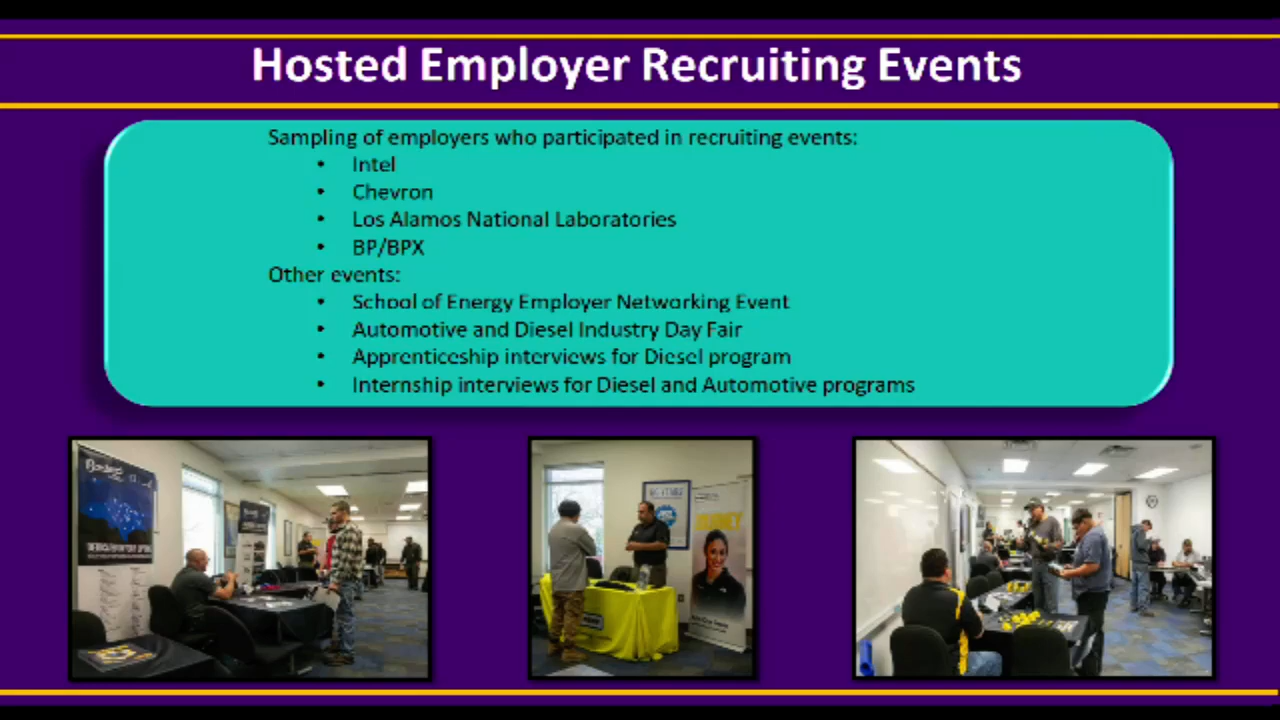 Hosted Employer Recruiting Events
Sampling of employers who participated in recruiting events:
• Intel
• Chevron
• Los Alamos National Laboratories
• BP/BPX
Other events:
• School of Energy Employer Networking Event
• Automotive and Diesel Industry Day Fair
• Apprenticeship interviews for Diesel program
• Internship interviews for Diesel and Automotive programs